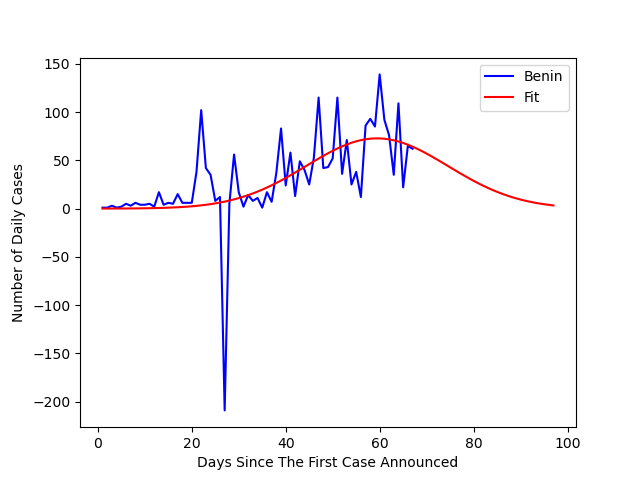 150
100
50
0
−50
−100
−150
−200
0 20 40 60 80 100
Number of Daily Cases
Days Since The First Case Announced
Benin
Fit